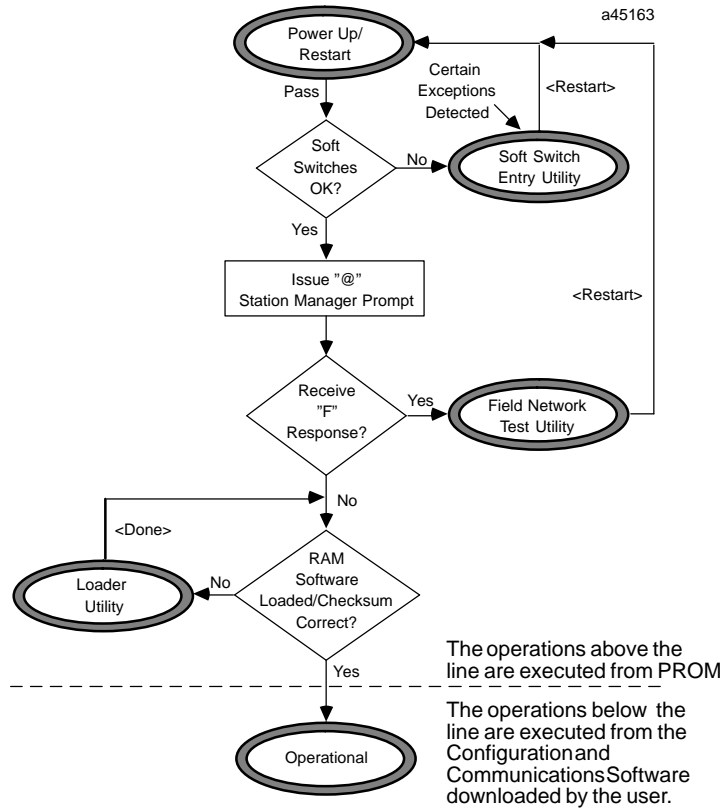 a45163
Power Up/
Restart
Certain
Exceptions
Detected
<Restart>
Pass
Soft
Switches
OK?
No
Soft Switch
Entry Utility
Yes
Issue ”@”
Station Manager Prompt
<Restart>
Receive
”F”
Response?
Yes
Field Network
Test Utility
No
<Done>
RAM
Software
Loaded/Checksum
Correct?
No
Loader
Utility
Yes
The operations above the
line are executed from PROM
Operational
The operations below the
line are executed from the
Configuration and
Communications Software
downloaded by the user.